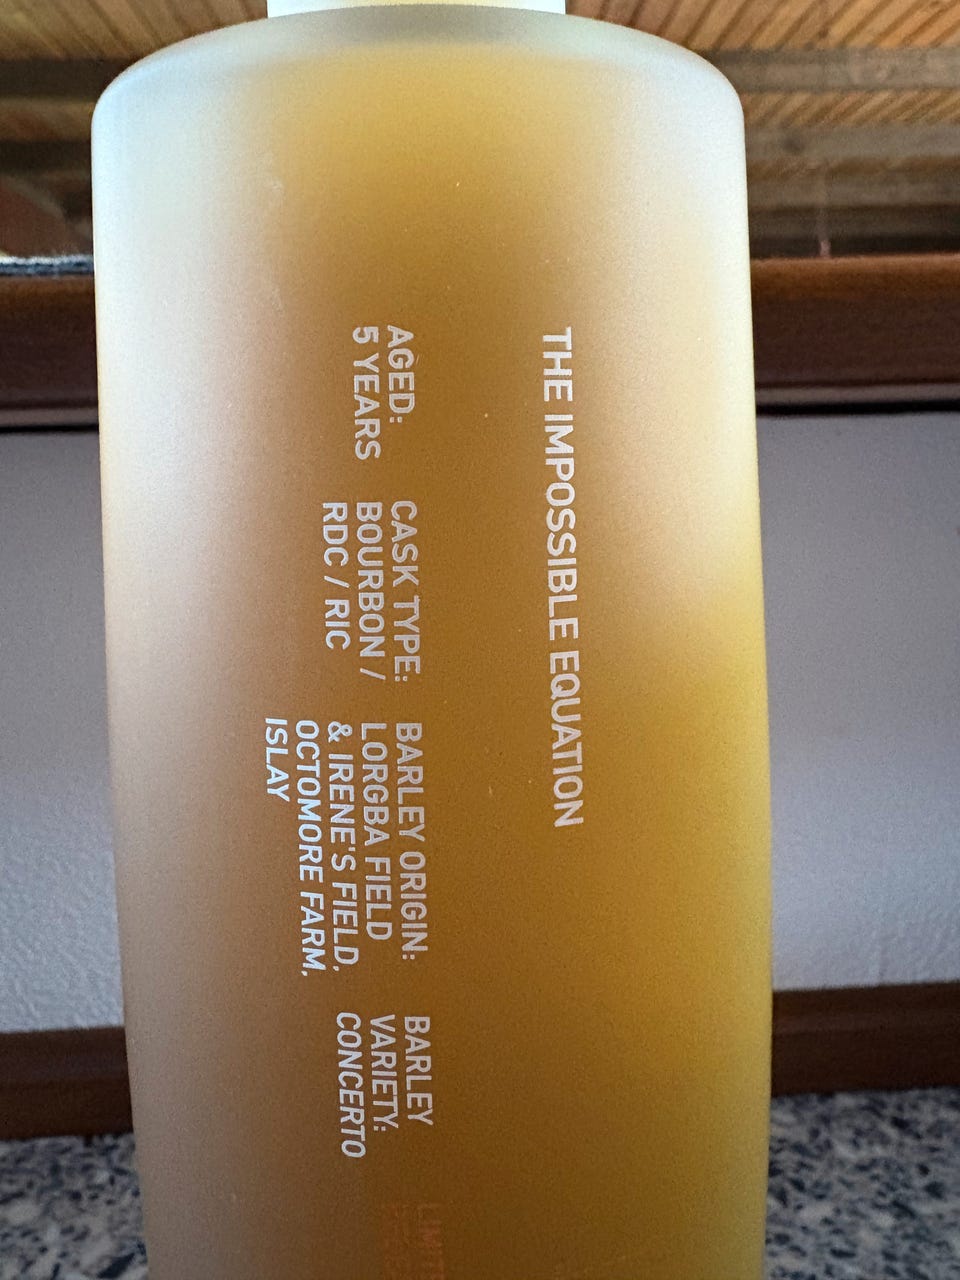 THE IMPOSSIBLE EQUATION
AGED:
5 YEARS
CASK TYPE:
BOURBON /
RDC / RIC
BARLEY ORIGIN:
LORGBA FIELD
& IRENE'S FIELD,
OCTOMORE FARM,
ISLAY
BARLEY
VARIETY:
CONCERTO